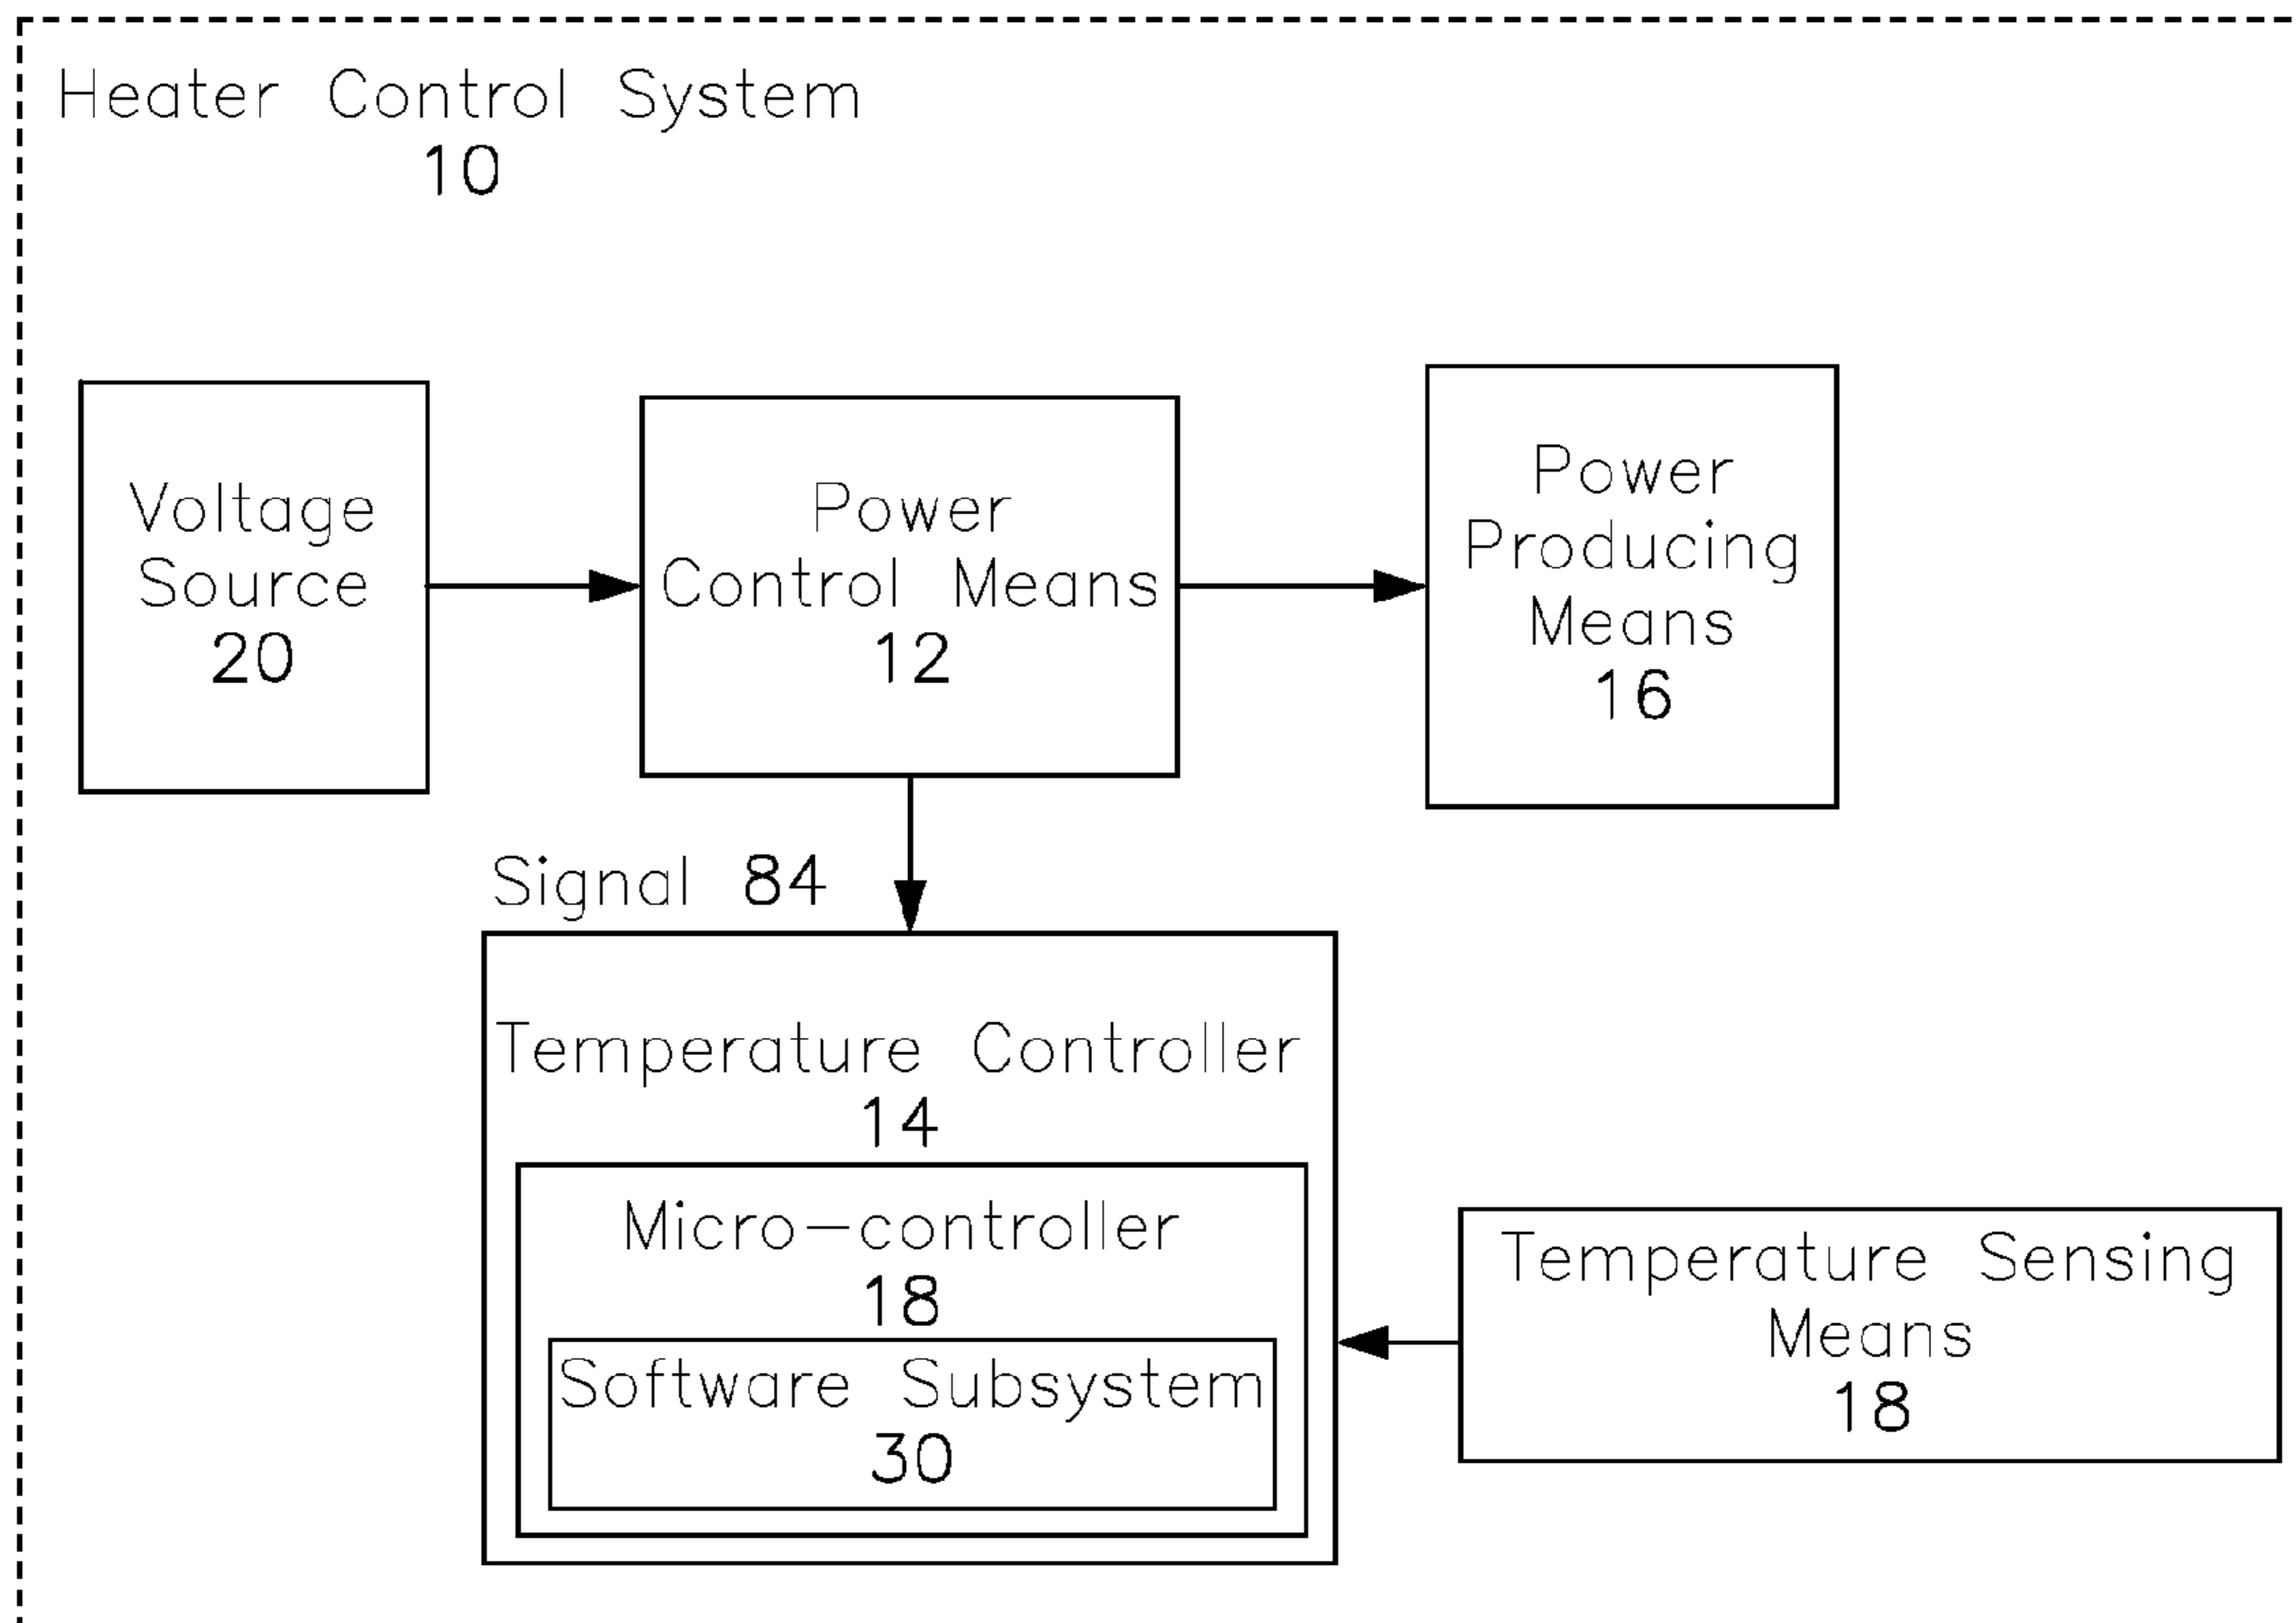 Heater Control System
10
Voltage
Source
20
Power
Control Means
12
Power
Producing
Means
16
Signal 84
Temperature Controller
14
Micro-controller
18
Software Subsystem
30
Temperature Sensing
Means
18